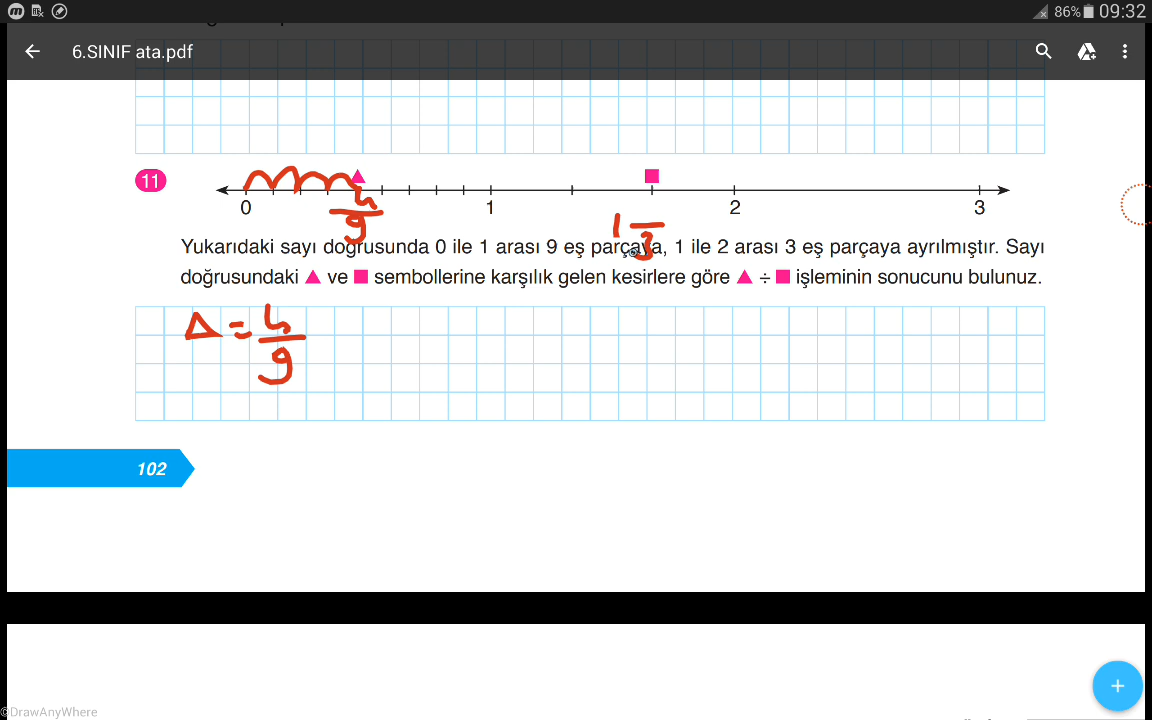 86% 09:32
6.SINIF ata.pdf
11
0 1 2 3
4/9
1 /3
Yukarıdaki sayı doğrusunda 0 ile 1 arası 9 eş parçaya, 1 ile 2 arası 3 eş parçaya ayrılmıştır. Sayı
doğrusundaki ▲ ve ■ sembollerine karşılık gelen kesirlere göre ▲ ÷ ■ işleminin sonucunu bulunuz.
Δ = 4/9
102
©DrawAnyWhere